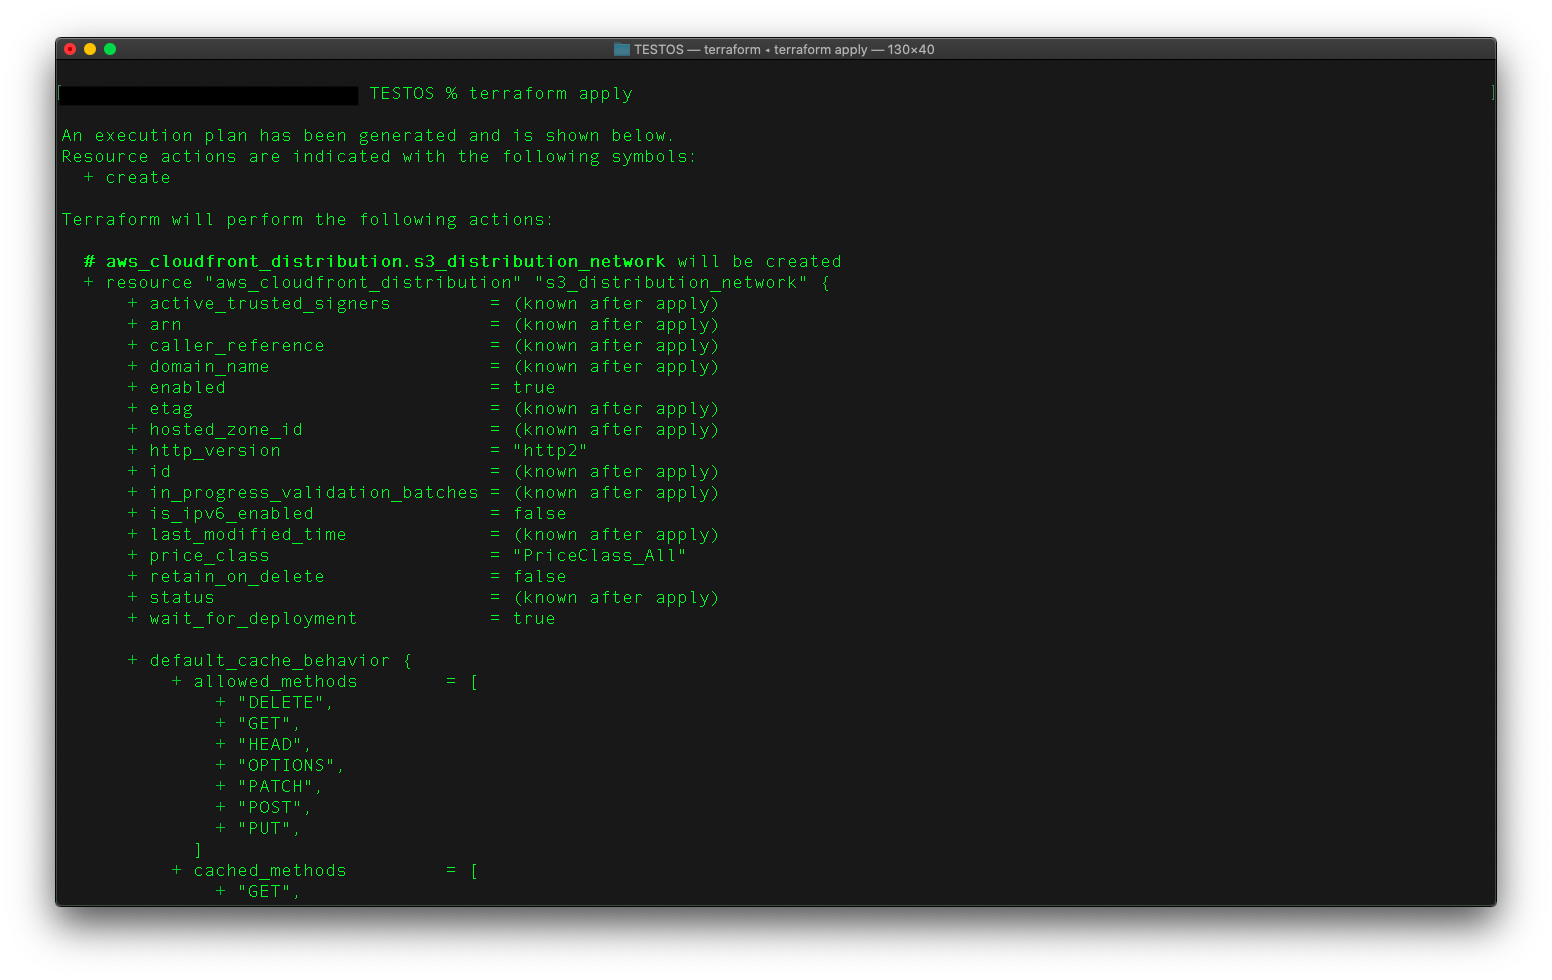 TESTOS — terraform ◂ terraform apply — 130×40
[ TESTOS % terraform apply ]
An execution plan has been generated and is shown below.
Resource actions are indicated with the following symbols:
  + create
Terraform will perform the following actions:
  # aws_cloudfront_distribution.s3_distribution_network will be created
  + resource "aws_cloudfront_distribution" "s3_distribution_network" {
      + active_trusted_signers         = (known after apply)
      + arn                            = (known after apply)
      + caller_reference               = (known after apply)
      + domain_name                    = (known after apply)
      + enabled                        = true
      + etag                           = (known after apply)
      + hosted_zone_id                 = (known after apply)
      + http_version                   = "http2"
      + id                             = (known after apply)
      + in_progress_validation_batches = (known after apply)
      + is_ipv6_enabled                = false
      + last_modified_time             = (known after apply)
      + price_class                    = "PriceClass_All"
      + retain_on_delete               = false
      + status                         = (known after apply)
      + wait_for_deployment            = true
      + default_cache_behavior {
          + allowed_methods        = [
              + "DELETE",
              + "GET",
              + "HEAD",
              + "OPTIONS",
              + "PATCH",
              + "POST",
              + "PUT",
            ]
          + cached_methods         = [
              + "GET",